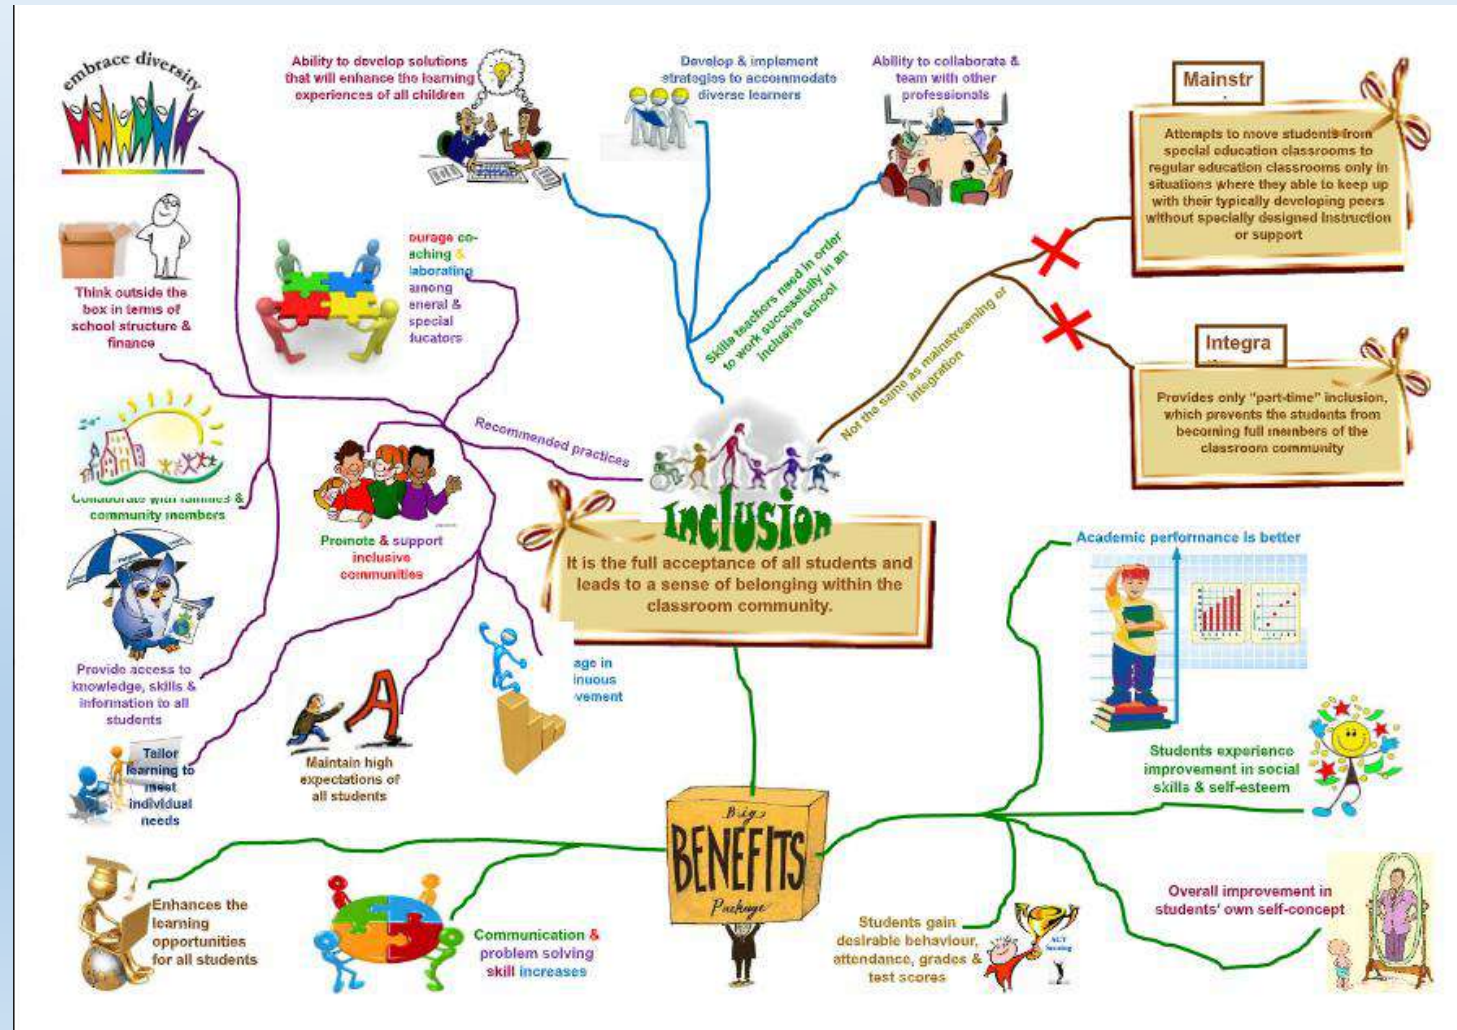 embrace diversity
Ability to develop solutions
that will enhance the learning
experiences of all children
Develop & implement
strategies to accommodate
diverse learners
Ability to collaborate &
team with other
professionals
Mainstr
Attempts to move students from
special education classrooms to
regular education classrooms only in
situations where they able to keep up
with their typically developing peers
without specially designed instruction
or support
Think outside the
box in terms of
school structure &
finance
ourage co-
aching &
laborating
among
eneral &
special
ducators
Skills teachers need in order
to work successfully in an
inclusive school
Not the same as mainstreaming or
integration
Integra
Provides only "part-time" inclusion,
which prevents the students from
becoming full members of the
classroom community
Recommended practices
Collaborate with families &
community members
Promote & support
inclusive
communities
Inclusion
It is the full acceptance of all students and
leads to a sense of belonging within the
classroom community.
Provide access to
knowledge, skills &
information to all
students
Tailor
learning to
meet
individual
needs
A
Maintain high
expectations of
all students
age in
inuous
vement
Academic performance is better
Students experience
improvement in social
skills & self-esteem
Big
BENEFITS
Package
Enhances the
learning
opportunities
for all students
Communication &
problem solving
skill increases
Students gain
desirable behaviour,
attendance, grades &
test scores
Overall improvement in
students' own self-concept